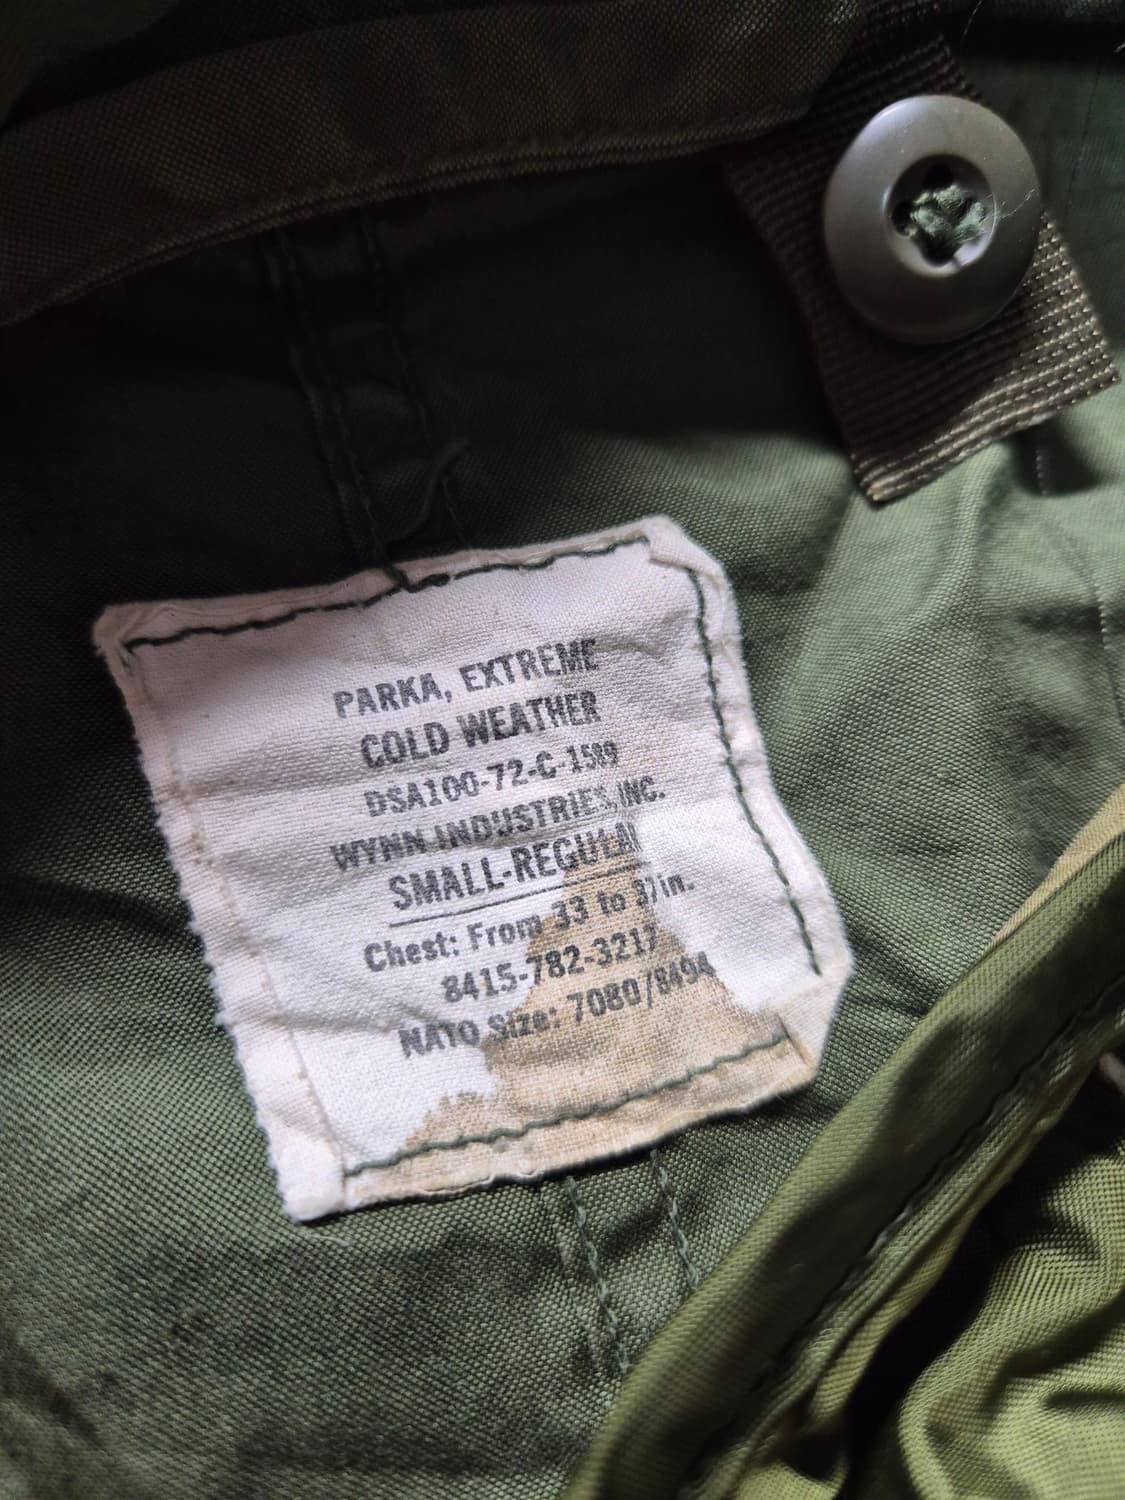 PARKA, EXTREME
COLD WEATHER
DSA100-72-C-1589
WYNN INDUSTRIES, INC.
SMALL-REGULAR
Chest: From 33 to 37in.
8415-782-3217
NATO Size: 7080/8494